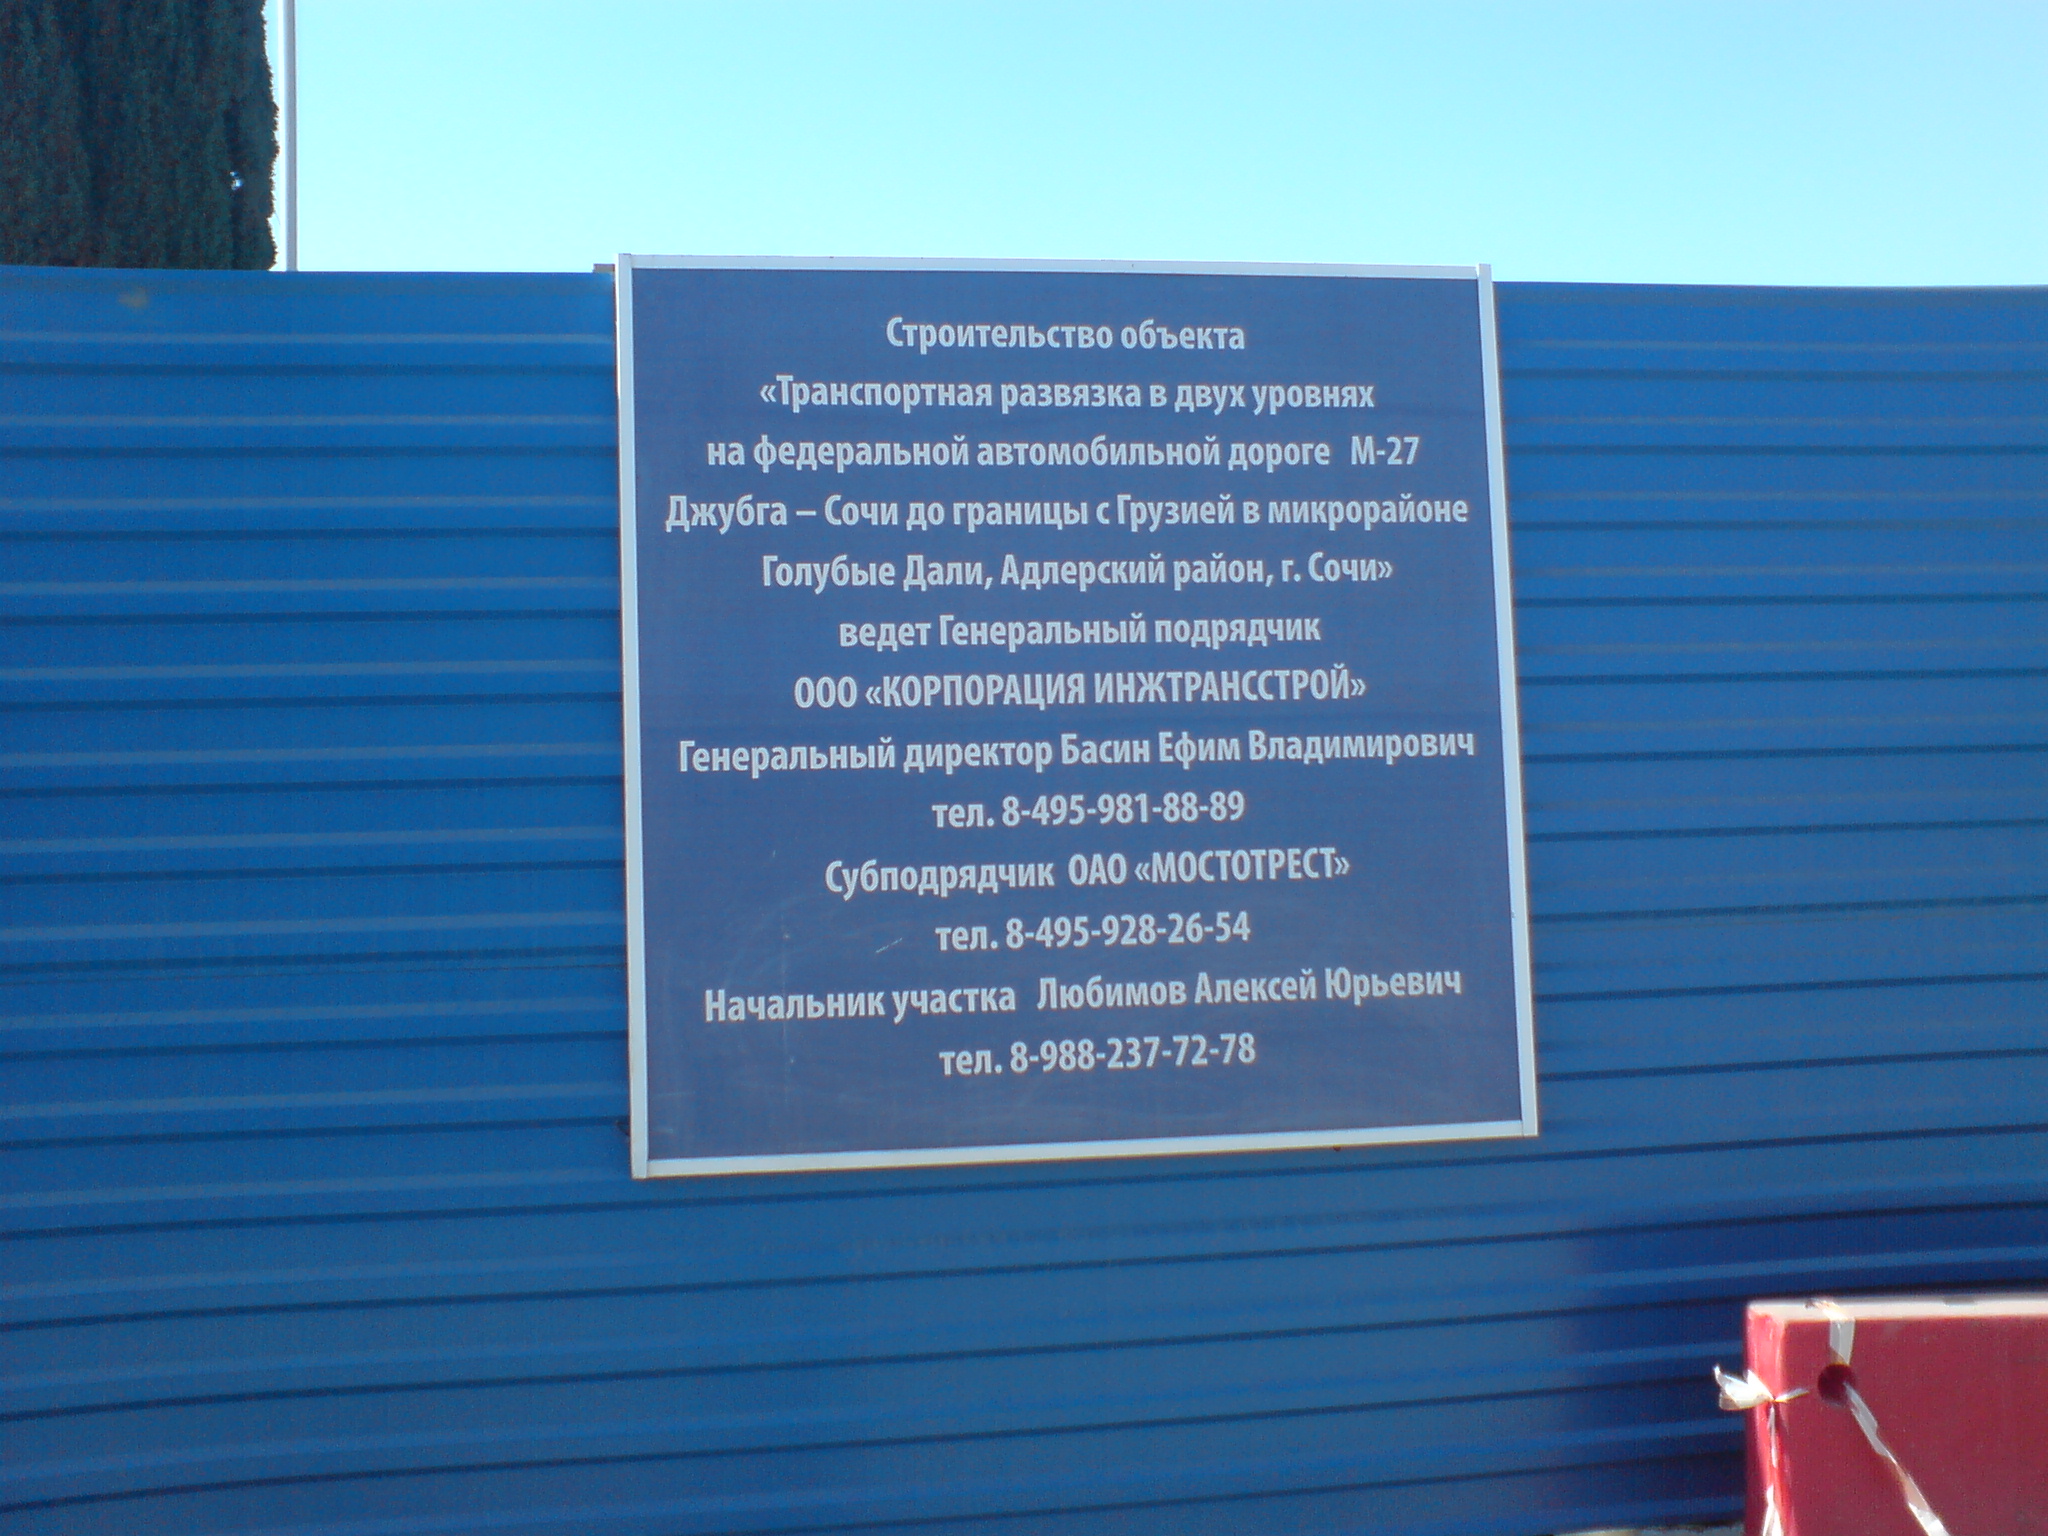 Строительство объекта
«Транспортная развязка в двух уровнях
на федеральной автомобильной дороге М-27
Джубга – Сочи до границы с Грузией в микрорайоне
Голубые Дали, Адлерский район, г. Сочи»
ведет Генеральный подрядчик
ООО «КОРПОРАЦИЯ ИНЖТРАНССТРОЙ»
Генеральный директор Басин Ефим Владимирович
тел. 8-495-981-88-89
Субподрядчик ОАО «МОСТОТРЕСТ»
тел. 8-495-928-26-54
Начальник участка Любимов Алексей Юрьевич
тел. 8-988-237-72-78